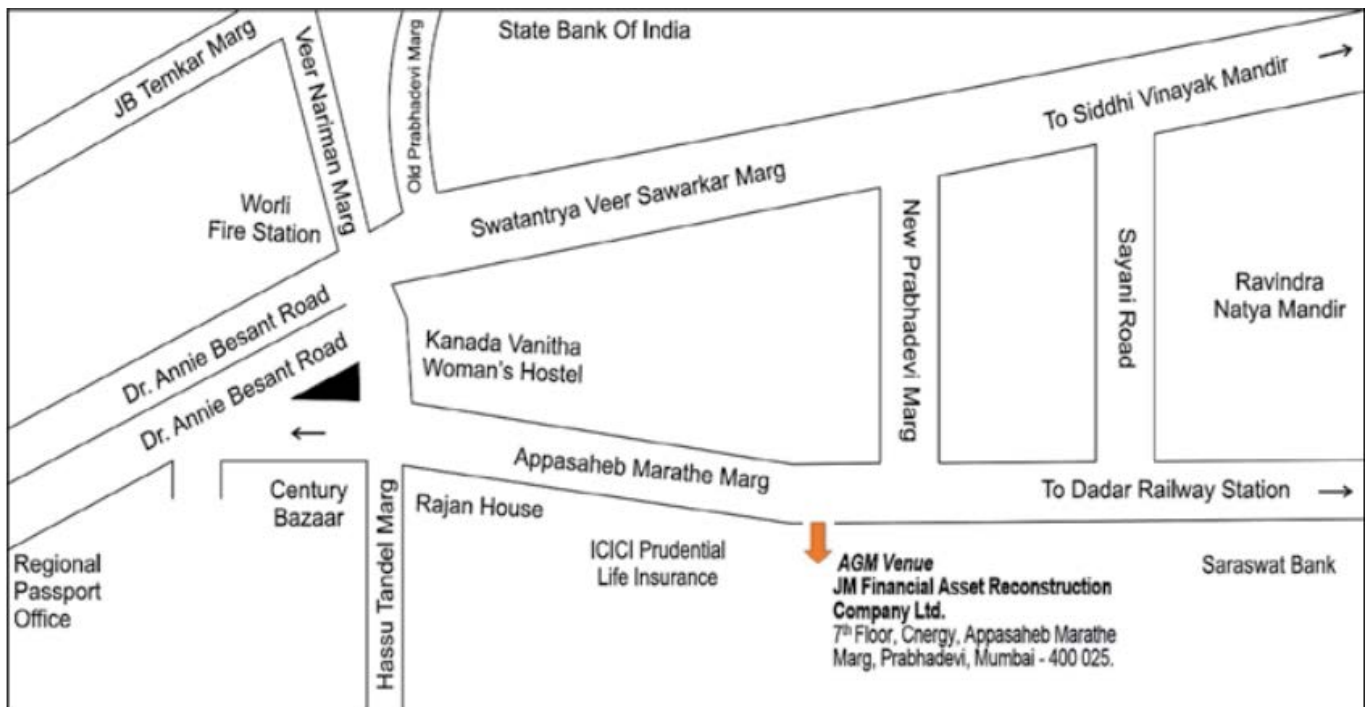 JB Temkar Marg
Veer Nariman Marg
Old Prabhadevi Marg
State Bank Of India
To Siddhi Vinayak Mandir
→
Worli
Fire Station
Swatantrya Veer Sawarkar Marg
New Prabhadevi Marg
Sayani Road
Ravindra
Natya Mandir
Dr. Annie Besant Road
Dr. Annie Besant Road
Kanada Vanitha
Woman's Hostel
←
Appasaheb Marathe Marg
To Dadar Railway Station →
Century
Bazaar
Hassu Tandel Marg
Rajan House
Regional
Passport
Office
ICICI Prudential
Life Insurance
AGM Venue
JM Financial Asset Reconstruction
Company Ltd.
7th Floor, Cnergy, Appasaheb Marathe
Marg, Prabhadevi, Mumbai - 400 025.
Saraswat Bank